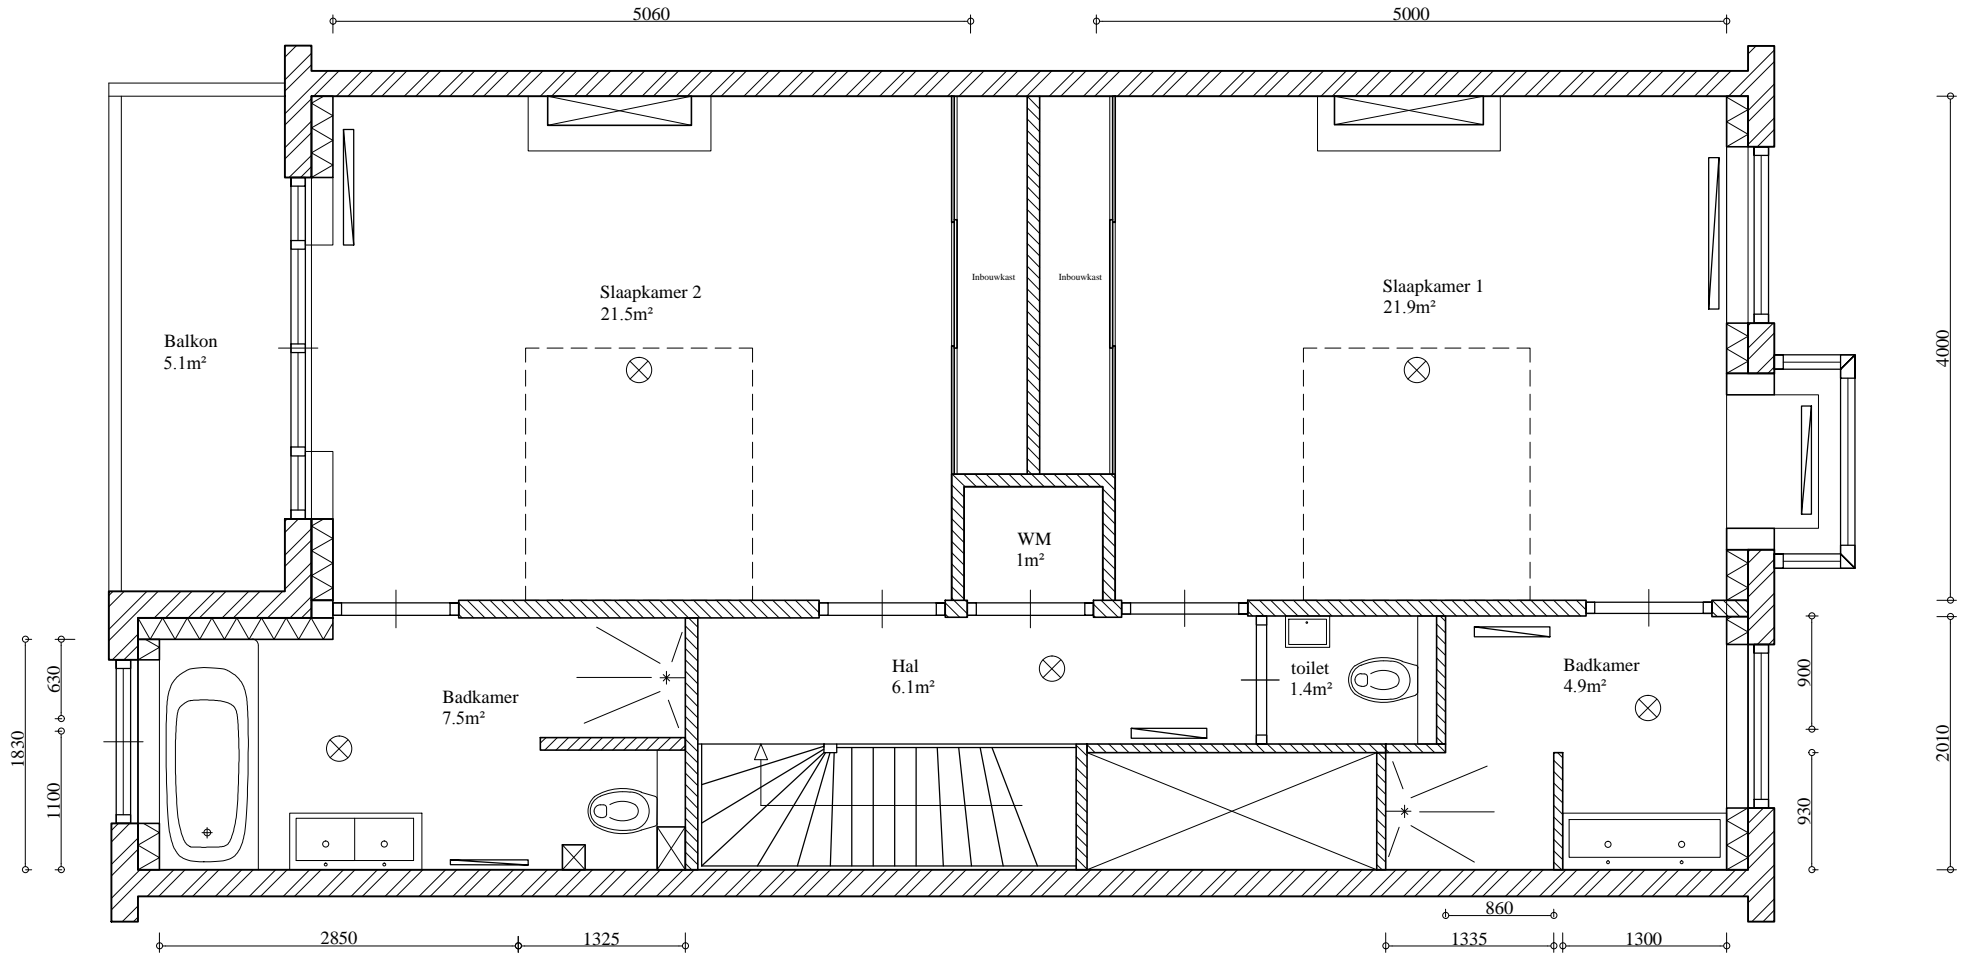 5060
5000
Inbouwkast
Inbouwkast
Slaapkamer 2
21.5m²
Slaapkamer 1
21.9m²
Balkon
5.1m²
4000
WM
1m²
Hal
6.1m²
toilet
1.4m²
Badkamer
4.9m²
Badkamer
7.5m²
630
1830
1100
900
2010
930
860
2850
1325
1335
1300